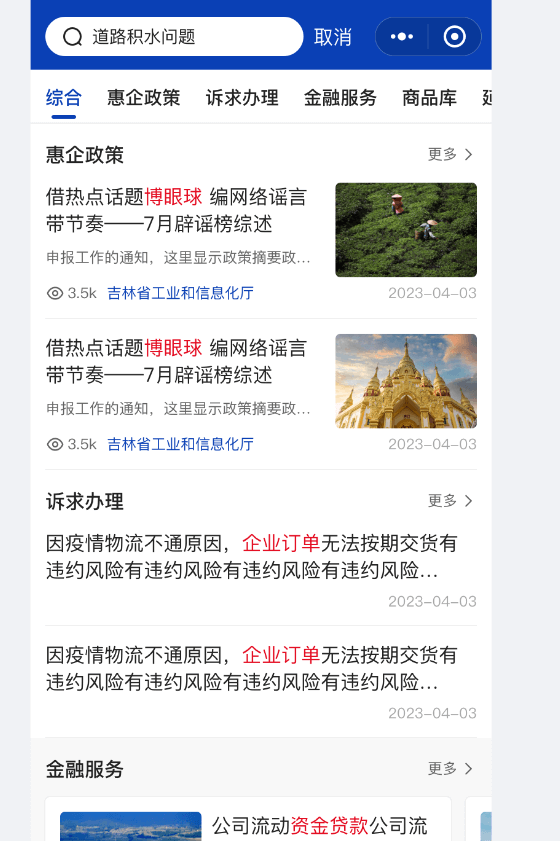 道路积水问题 取消
综合 惠企政策 诉求办理 金融服务 商品库
惠企政策 更多
借热点话题博眼球 编网络谣言
带节奏——7月辟谣榜综述
申报工作的通知，这里显示政策摘要政…
3.5k 吉林省工业和信息化厅 2023-04-03
借热点话题博眼球 编网络谣言
带节奏——7月辟谣榜综述
申报工作的通知，这里显示政策摘要政…
3.5k 吉林省工业和信息化厅 2023-04-03
诉求办理 更多
因疫情物流不通原因，企业订单无法按期交货有
违约风险有违约风险有违约风险有违约风险…
2023-04-03
因疫情物流不通原因，企业订单无法按期交货有
违约风险有违约风险有违约风险有违约风险…
2023-04-03
金融服务 更多
公司流动资金贷款公司流